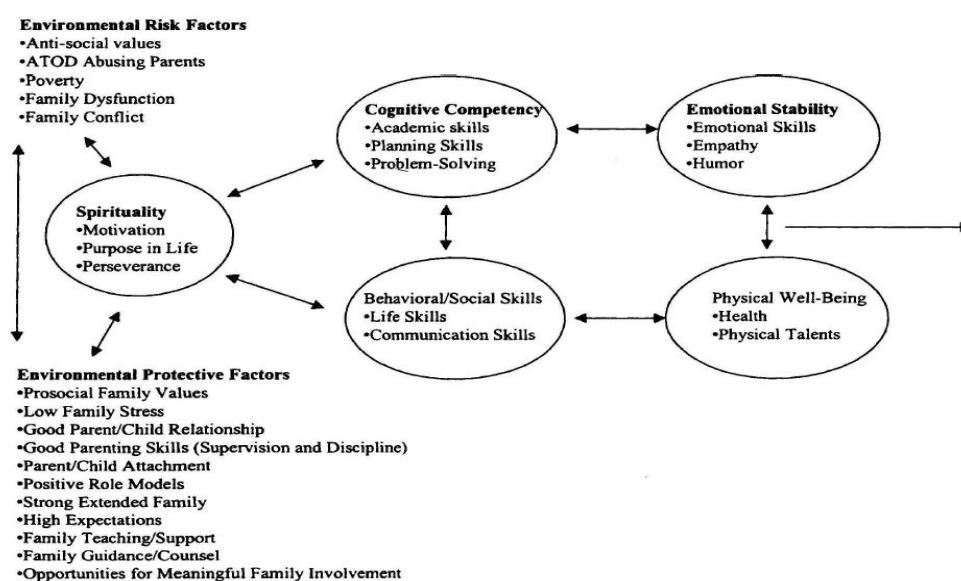 Environmental Risk Factors
•Anti-social values
•ATOD Abusing Parents
•Poverty
•Family Dysfunction
•Family Conflict
Cognitive Competency
•Academic skills
•Planning Skills
•Problem-Solving
Emotional Stability
•Emotional Skills
•Empathy
•Humor
Spirituality
•Motivation
•Purpose in Life
•Perseverance
Behavioral/Social Skills
•Life Skills
•Communication Skills
Physical Well-Being
•Health
•Physical Talents
Environmental Protective Factors
•Prosocial Family Values
•Low Family Stress
•Good Parent/Child Relationship
•Good Parenting Skills (Supervision and Discipline)
•Parent/Child Attachment
•Positive Role Models
•Strong Extended Family
•High Expectations
•Family Teaching/Support
•Family Guidance/Counsel
•Opportunities for Meaningful Family Involvement